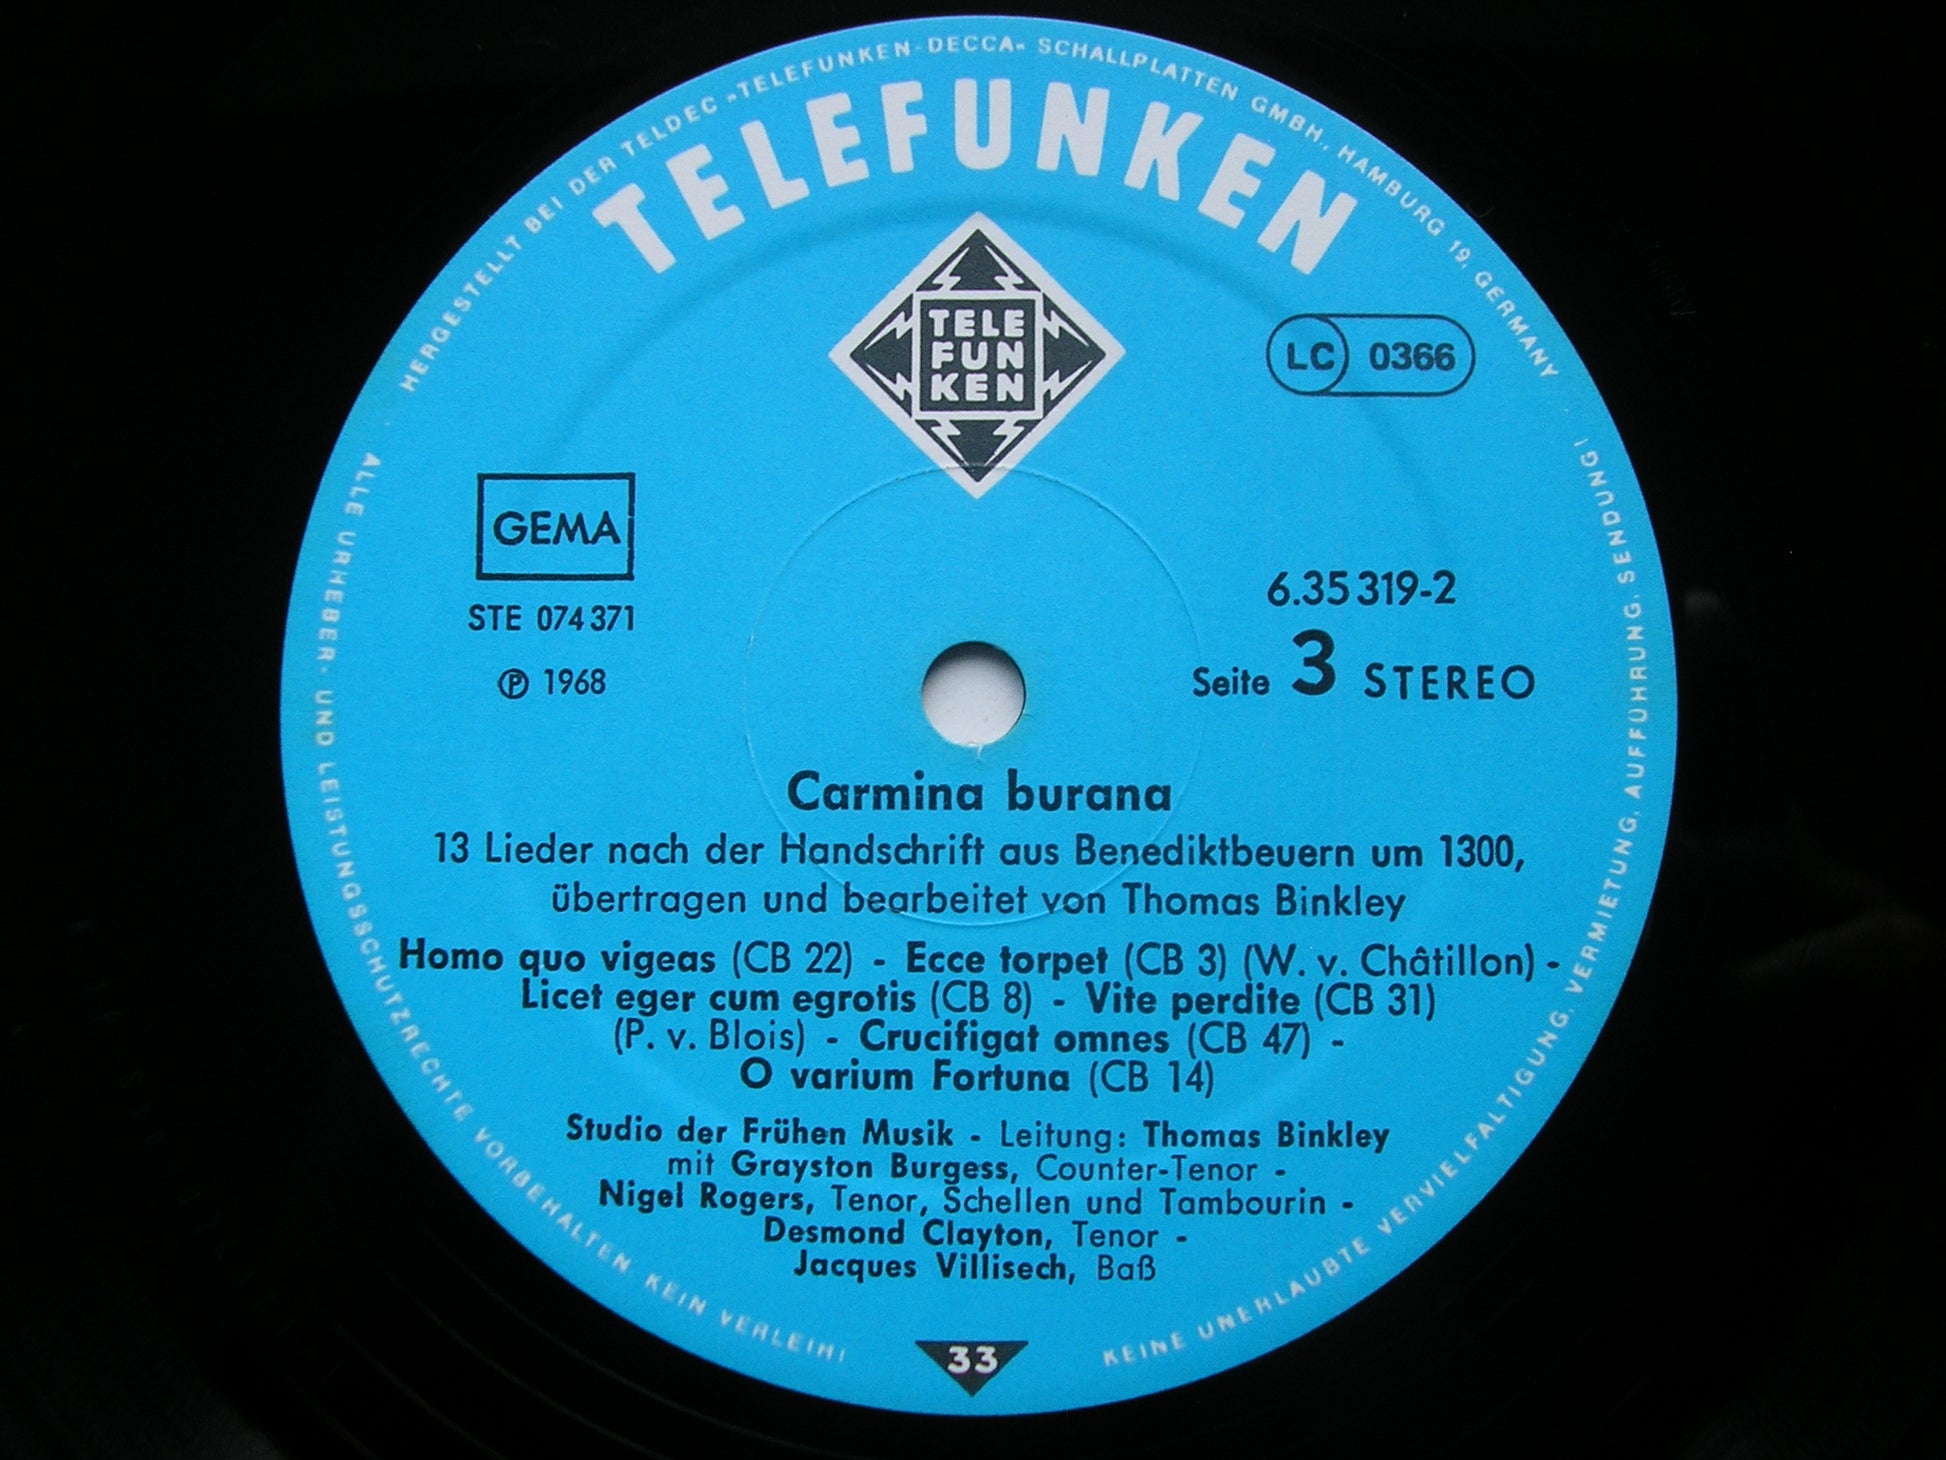 HERGESTELLT BEI DER TELDEC »TELEFUNKEN-DECCA« SCHALLPLATTEN GMBH., HAMBURG 19, GERMANY
TELEFUNKEN
TELE
FUN
KEN
LC 0366
GEMA
STE 074 371
℗ 1968
6.35 319-2
Seite 3 STEREO
Carmina burana
13 Lieder nach der Handschrift aus Benediktbeuern um 1300,
übertragen und bearbeitet von Thomas Binkley
Homo quo vigeas (CB 22) - Ecce torpet (CB 3) (W. v. Châtillon) -
Licet eger cum egrotis (CB 8) - Vite perdite (CB 31)
(P. v. Blois) - Crucifigat omnes (CB 47) -
O varium Fortuna (CB 14)
Studio der Frühen Musik - Leitung: Thomas Binkley
mit Grayston Burgess, Counter-Tenor -
Nigel Rogers, Tenor, Schellen und Tambourin -
Desmond Clayton, Tenor -
Jacques Villisech, Baß
33
ALLE URHEBER- UND LEISTUNGSSCHUTZRECHTE VORBEHALTEN KEIN VERLEIH!
KEINE UNERLAUBTE VERVIELFALTIGUNG, VERMIETUNG, AUFFÜHRUNG, SENDUNG!